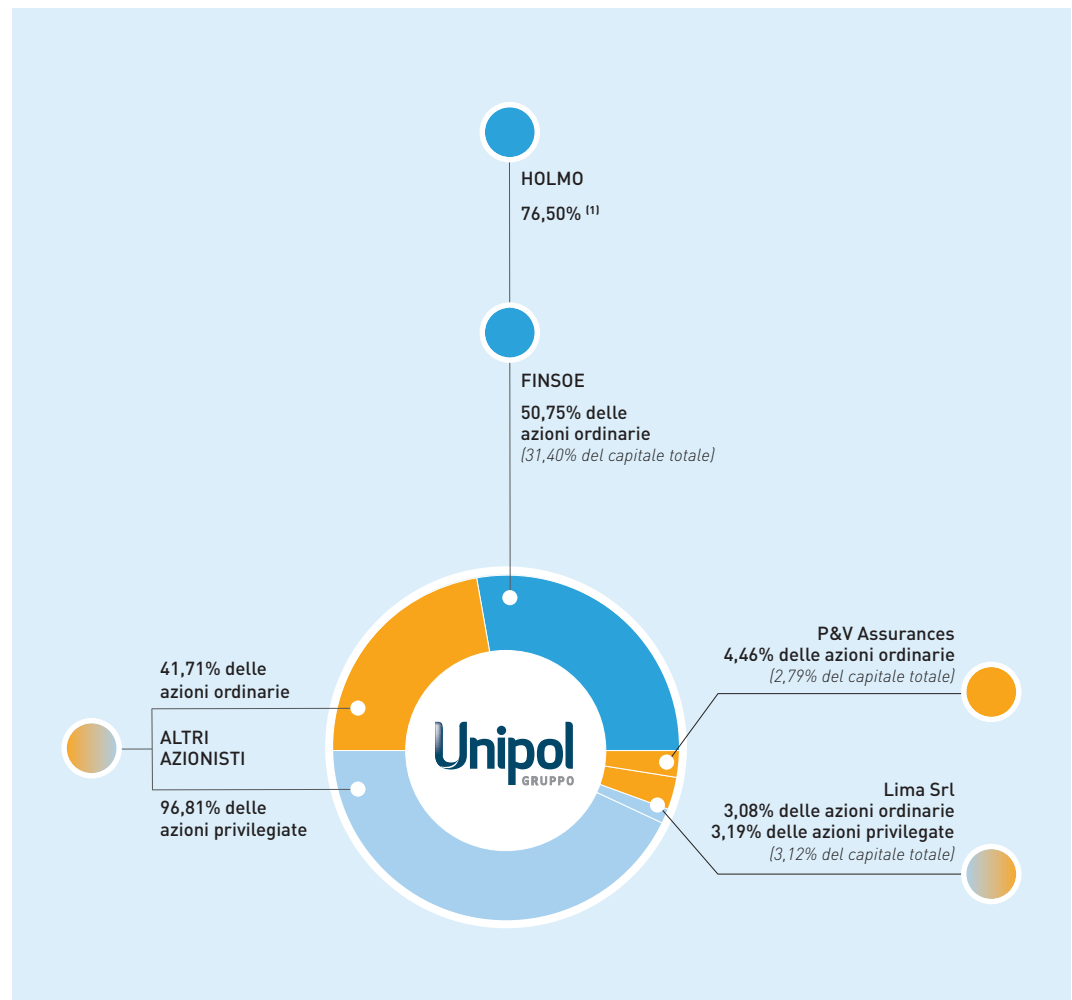 HOLMO
76,50% (1)
FINSOE
50,75% delle
azioni ordinarie
(31,40% del capitale totale)
P&V Assurances
4,46% delle azioni ordinarie
(2,79% del capitale totale)
41,71% delle
azioni ordinarie
ALTRI
AZIONISTI
96,81% delle
azioni privilegiate
Unipol
GRUPPO
Lima Srl
3,08% delle azioni ordinarie
3,19% delle azioni privilegate
(3,12% del capitale totale)